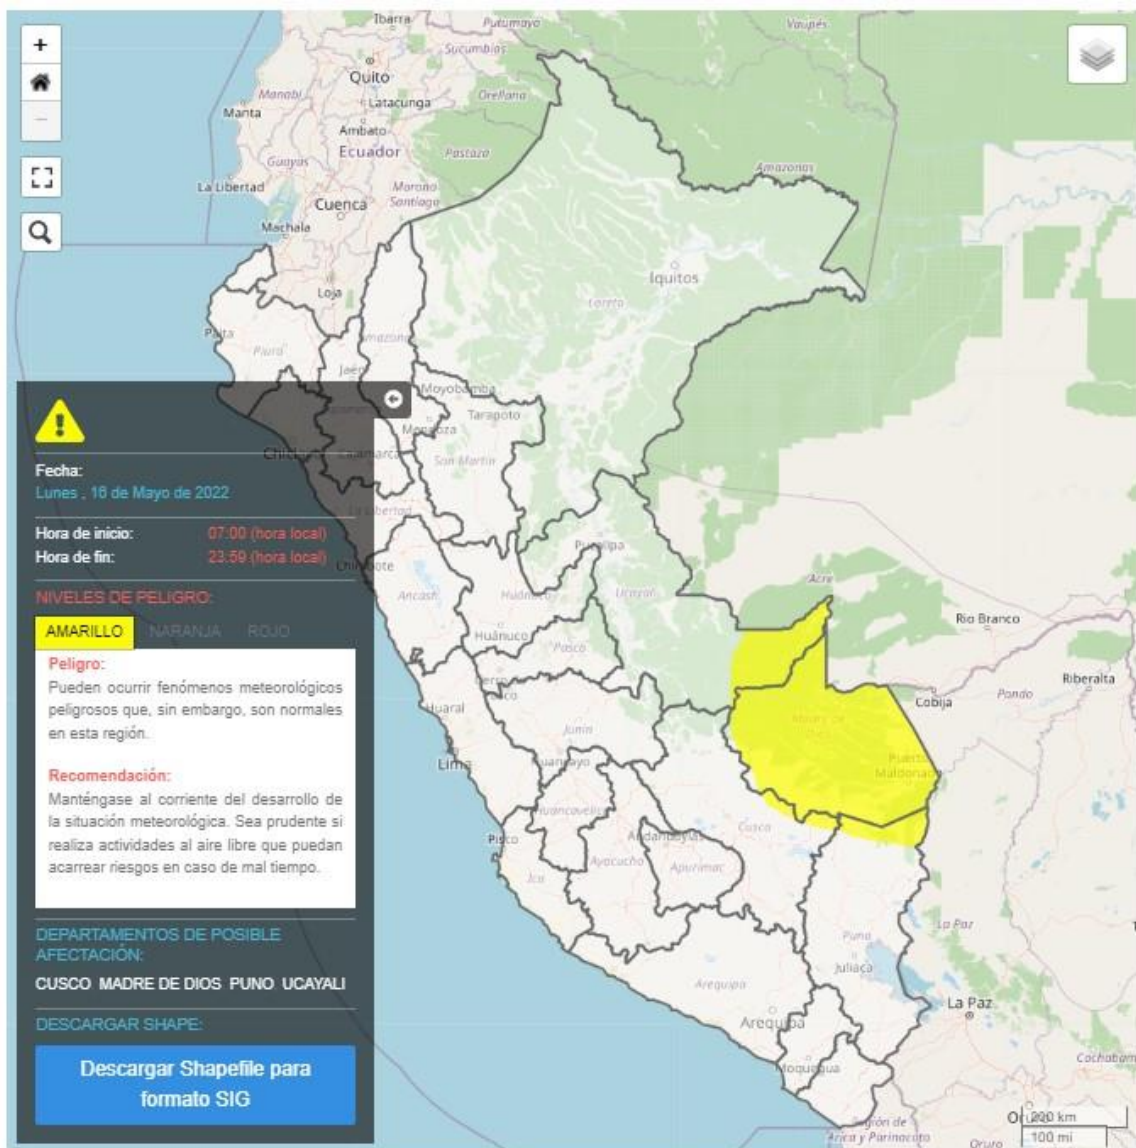 +
−
Fecha:
Lunes , 16 de Mayo de 2022
Hora de inicio: 07:00 (hora local)
Hora de fin: 23:59 (hora local)
NIVELES DE PELIGRO:
AMARILLO NARANJA ROJO
Peligro:
Pueden ocurrir fenómenos meteorológicos
peligrosos que, sin embargo, son normales
en esta región.
Recomendación:
Manténgase al corriente del desarrollo de
la situación meteorológica. Sea prudente si
realiza actividades al aire libre que puedan
acarrear riesgos en caso de mal tiempo.
DEPARTAMENTOS DE POSIBLE
AFECTACIÓN:
CUSCO MADRE DE DIOS PUNO UCAYALI
DESCARGAR SHAPE:
Descargar Shapefile para
formato SIG
Ibarra
Putumayo
Vaupés
Sucumbíos
Quito
Orellana
Manabí
Latacunga
Manta
Ambato
Ecuador
Pastaza
Guayas
Amazonas
La Libertad
Morona
Santiago
Cuenca
Machala
Iquitos
Loja
Loreto
Paita
Piura
Jaén
Moyobamba
Tarapoto
San Martín
Cajamarca
La Libertad
Pucallpa
Ancash
Huánuco
Ucayali
Acre
Rio Branco
Huánuco
Pasco
Riberalta
Cobija
Pando
Huaral
Junín
Madre de
Dios
Lima
Huancayo
Puerto
Maldonado
Huancavelica
Pisco
Andahuaylas
Cusco
Ayacucho
Apurímac
Ica
La Paz
Puno
Juliaca
Arequipa
La Paz
Arequipa
Moquegua
Cochabam
Oruro
200 km
100 mi
Región de
Arica y Parinacota
Oruro